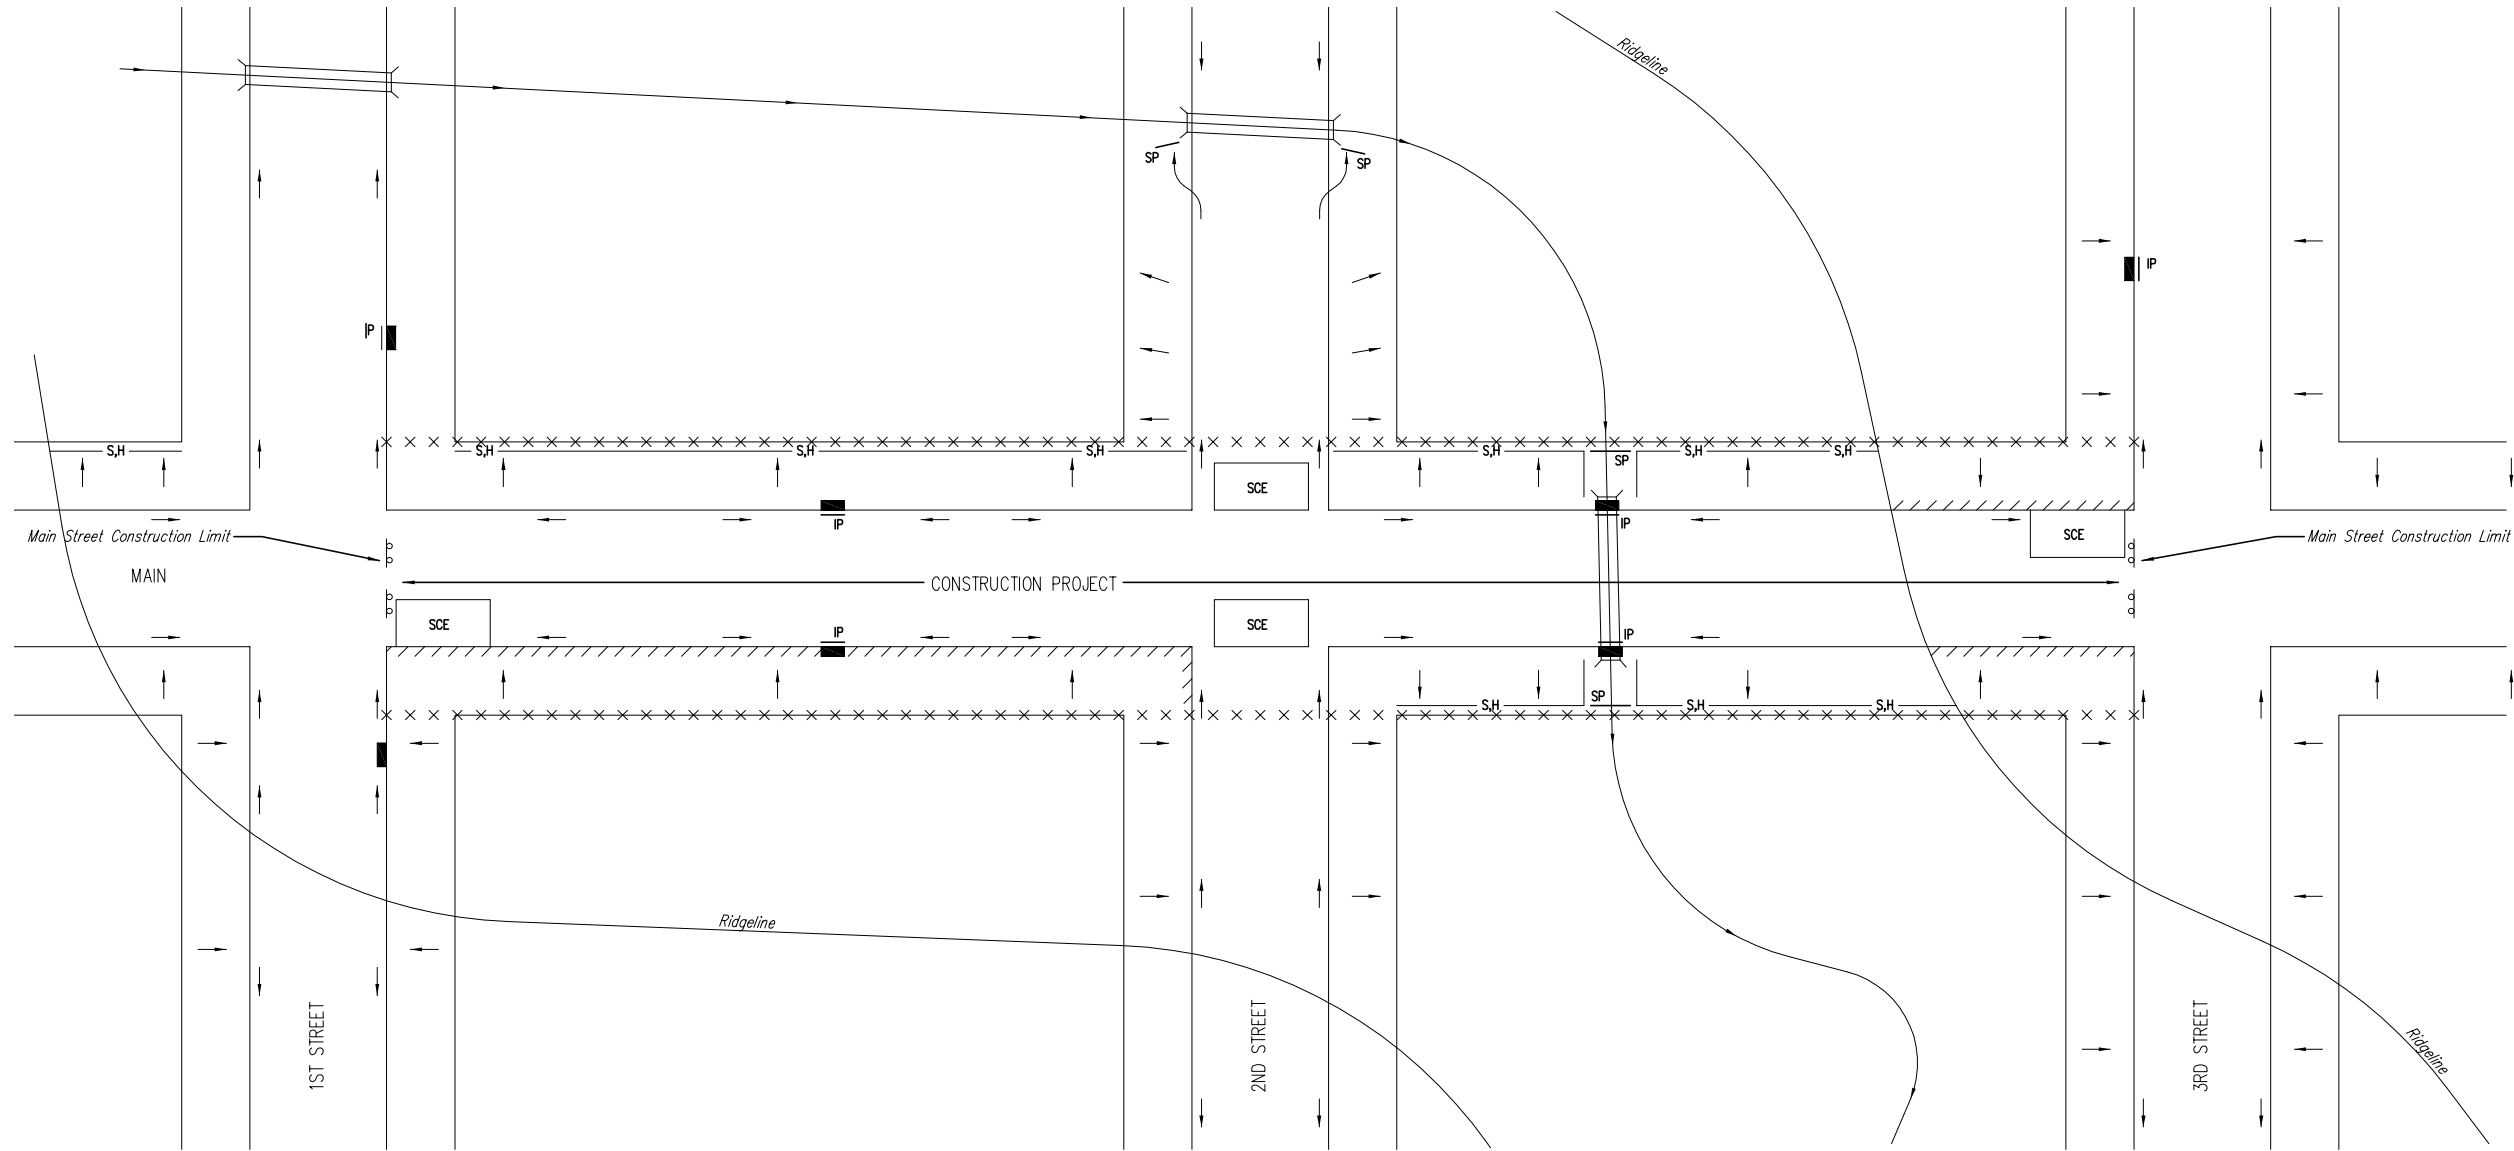 Ridgeline
SP
SP
IP
IP
S,H
S,H
S,H
S,H
S,H
S,H
S,H
SP
SCE
IP
IP
Main Street Construction Limit
SCE
Main Street Construction Limit
MAIN
CONSTRUCTION PROJECT
SCE
SCE
IP
IP
SP
S,H
S,H
S,H
Ridgeline
1ST STREET
2ND STREET
3RD STREET
Ridgeline